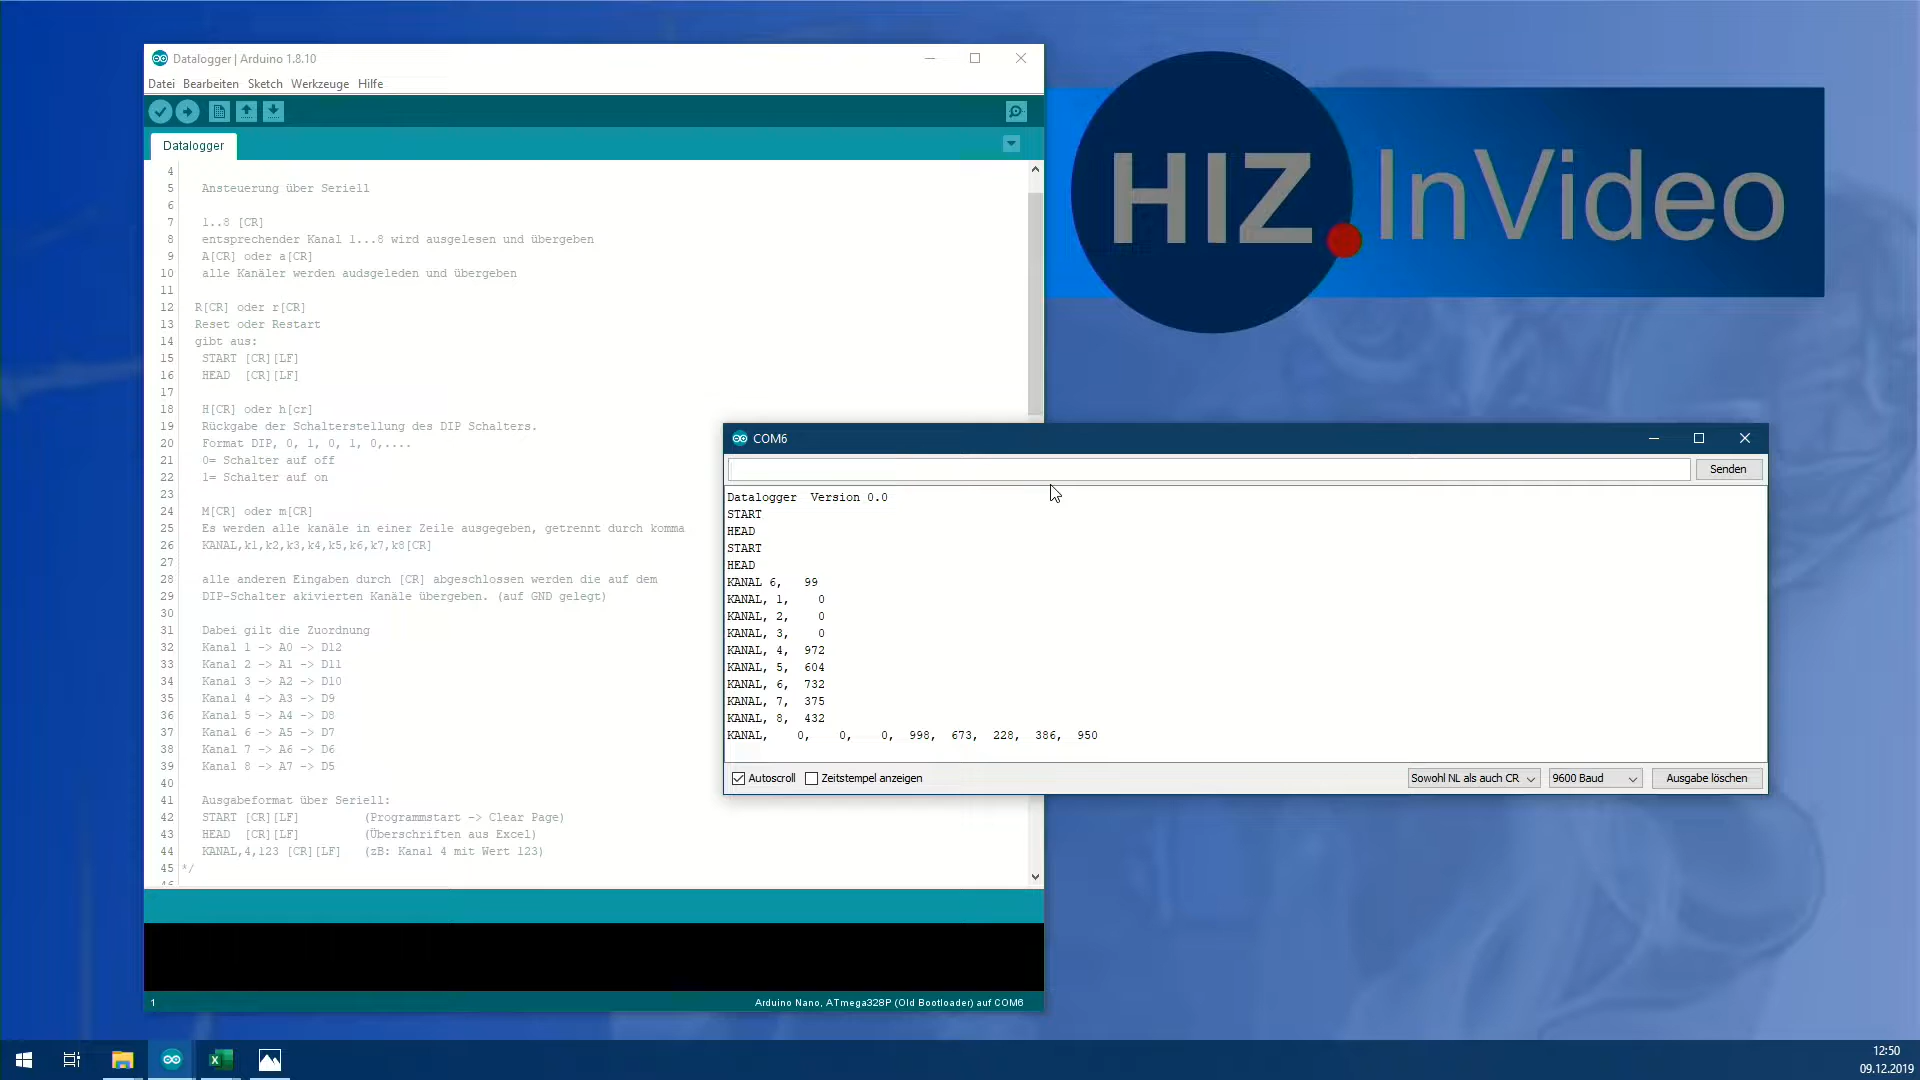 Datalogger | Arduino 1.8.10
Datei Bearbeiten Sketch Werkzeuge Hilfe
Datalogger
4
5 Ansteuerung über Seriell
6
7 1..8 [CR]
8 entsprechender Kanal 1...8 wird ausgelesen und übergeben
9 A[CR] oder a[CR]
10 alle Kanäler werden audsgeleden und übergeben
11
12 R[CR] oder r[CR]
13 Reset oder Restart
14 gibt aus:
15 START [CR][LF]
16 HEAD [CR][LF]
17
18 H[CR] oder h[cr]
19 Rückgabe der Schalterstellung des DIP Schalters.
20 Format DIP, 0, 1, 0, 1, 0,....
21 0= Schalter auf off
22 1= Schalter auf on
23
24 M[CR] oder m[CR]
25 Es werden alle kanäle in einer Zeile ausgegeben, getrennt durch komma
26 KANAL,k1,k2,k3,k4,k5,k6,k7,k8[CR]
27
28 alle anderen Eingaben durch [CR] abgeschlossen werden die auf dem
29 DIP-Schalter akivierten Kanäle übergeben. (auf GND gelegt)
30
31 Dabei gilt die Zuordnung
32 Kanal 1 -> A0 -> D12
33 Kanal 2 -> A1 -> D11
34 Kanal 3 -> A2 -> D10
35 Kanal 4 -> A3 -> D9
36 Kanal 5 -> A4 -> D8
37 Kanal 6 -> A5 -> D7
38 Kanal 7 -> A6 -> D6
39 Kanal 8 -> A7 -> D5
40
41 Ausgabeformat über Seriell:
42 START [CR][LF] (Programmstart -> Clear Page)
43 HEAD [CR][LF] (Überschriften aus Excel)
44 KANAL,4,123 [CR][LF] (zB: Kanal 4 mit Wert 123)
45 */
1 Arduino Nano, ATmega328P (Old Bootloader) auf COM6
HIZ. InVideo
COM6
Senden
Datalogger Version 0.0
START
HEAD
START
HEAD
KANAL 6, 99
KANAL, 1, 0
KANAL, 2, 0
KANAL, 3, 0
KANAL, 4, 972
KANAL, 5, 604
KANAL, 6, 732
KANAL, 7, 375
KANAL, 8, 432
KANAL, 0, 0, 0, 998, 673, 228, 386, 950
Autoscroll Zeitstempel anzeigen Sowohl NL als auch CR 9600 Baud Ausgabe löschen
12:50
09.12.2019